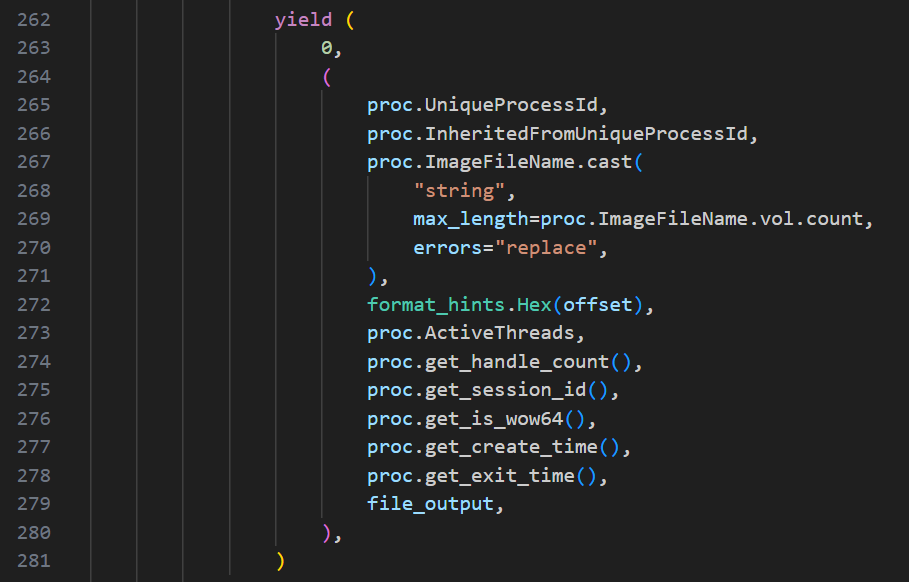 262 yield (
263 0,
264 (
265 proc.UniqueProcessId,
266 proc.InheritedFromUniqueProcessId,
267 proc.ImageFileName.cast(
268 "string",
269 max_length=proc.ImageFileName.vol.count,
270 errors="replace",
271 ),
272 format_hints.Hex(offset),
273 proc.ActiveThreads,
274 proc.get_handle_count(),
275 proc.get_session_id(),
276 proc.get_is_wow64(),
277 proc.get_create_time(),
278 proc.get_exit_time(),
279 file_output,
280 ),
281 )